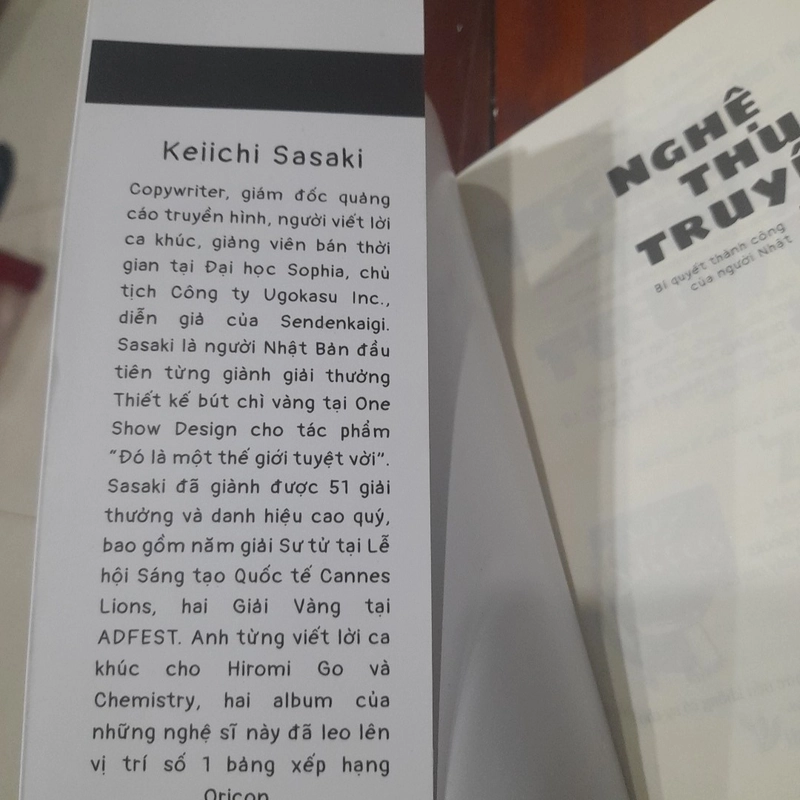 Keiichi Sasaki
Copywriter, giám đốc quảng
cáo truyền hình, người viết lời
ca khúc, giảng viên bán thời
gian tại Đại học Sophia, chủ
tịch Công ty Ugokasu Inc.,
diễn giả của Sendenkaigi.
Sasaki là người Nhật Bản đầu
tiên từng giành giải thưởng
Thiết kế bút chì vàng tại One
Show Design cho tác phẩm
"Đó là một thế giới tuyệt vời".
Sasaki đã giành được 51 giải
thưởng và danh hiệu cao quý,
bao gồm năm giải Sư tử tại Lễ
hội Sáng tạo Quốc tế Cannes
Lions, hai Giải Vàng tại
ADFEST. Anh từng viết lời ca
khúc cho Hiromi Go và
Chemistry, hai album của
những nghệ sĩ này đã leo lên
vị trí số 1 bảng xếp hạng
Oricon
NGHỆ
Bí quyết thành công
của người Nhật